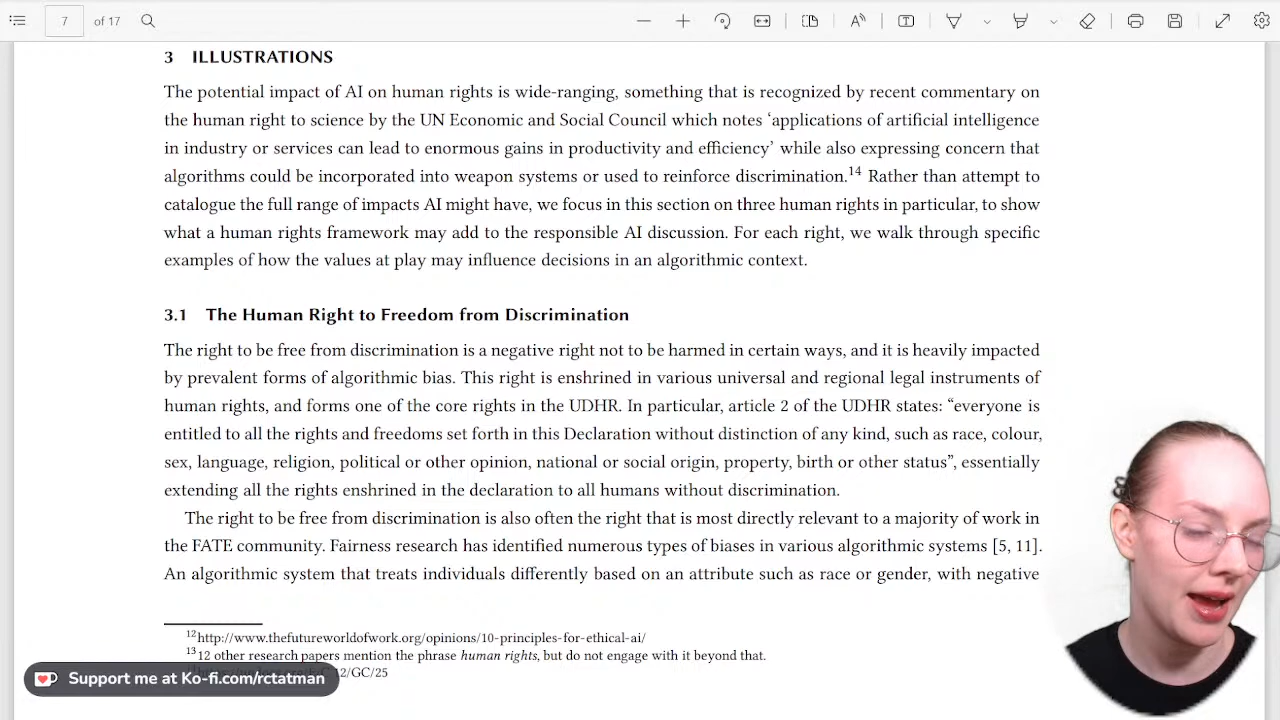 7 of 17
3 ILLUSTRATIONS
The potential impact of AI on human rights is wide-ranging, something that is recognized by recent commentary on
the human right to science by the UN Economic and Social Council which notes ‘applications of artificial intelligence
in industry or services can lead to enormous gains in productivity and efficiency’ while also expressing concern that
algorithms could be incorporated into weapon systems or used to reinforce discrimination.14 Rather than attempt to
catalogue the full range of impacts AI might have, we focus in this section on three human rights in particular, to show
what a human rights framework may add to the responsible AI discussion. For each right, we walk through specific
examples of how the values at play may influence decisions in an algorithmic context.
3.1 The Human Right to Freedom from Discrimination
The right to be free from discrimination is a negative right not to be harmed in certain ways, and it is heavily impacted
by prevalent forms of algorithmic bias. This right is enshrined in various universal and regional legal instruments of
human rights, and forms one of the core rights in the UDHR. In particular, article 2 of the UDHR states: “everyone is
entitled to all the rights and freedoms set forth in this Declaration without distinction of any kind, such as race, colour,
sex, language, religion, political or other opinion, national or social origin, property, birth or other status”, essentially
extending all the rights enshrined in the declaration to all humans without discrimination.
The right to be free from discrimination is also often the right that is most directly relevant to a majority of work in
the FATE community. Fairness research has identified numerous types of biases in various algorithmic systems [5, 11].
An algorithmic system that treats individuals differently based on an attribute such as race or gender, with negative
12http://www.thefutureworldofwork.org/opinions/10-principles-for-ethical-ai/
1312 other research papers mention the phrase human rights, but do not engage with it beyond that.
12/GC/25
Support me at Ko-fi.com/rctatman